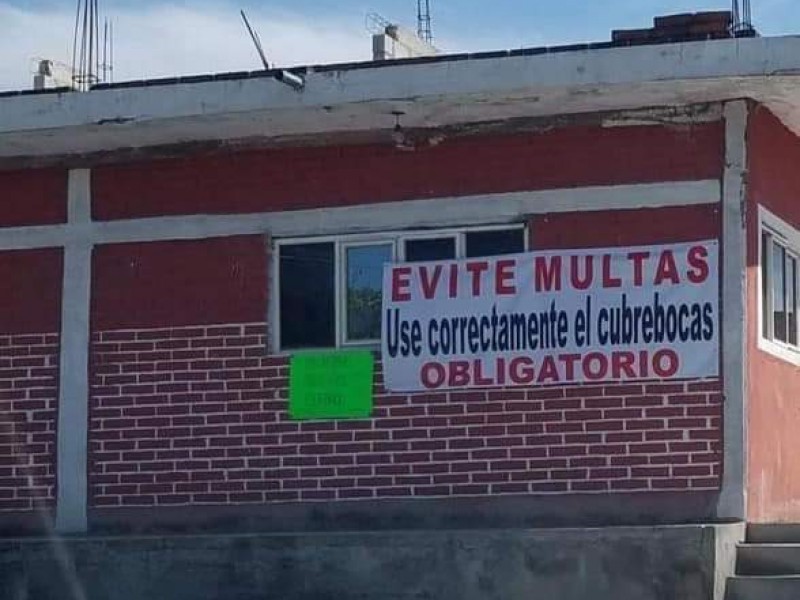 EVITE MULTAS
Use correctamente el cubrebocas
OBLIGATORIO